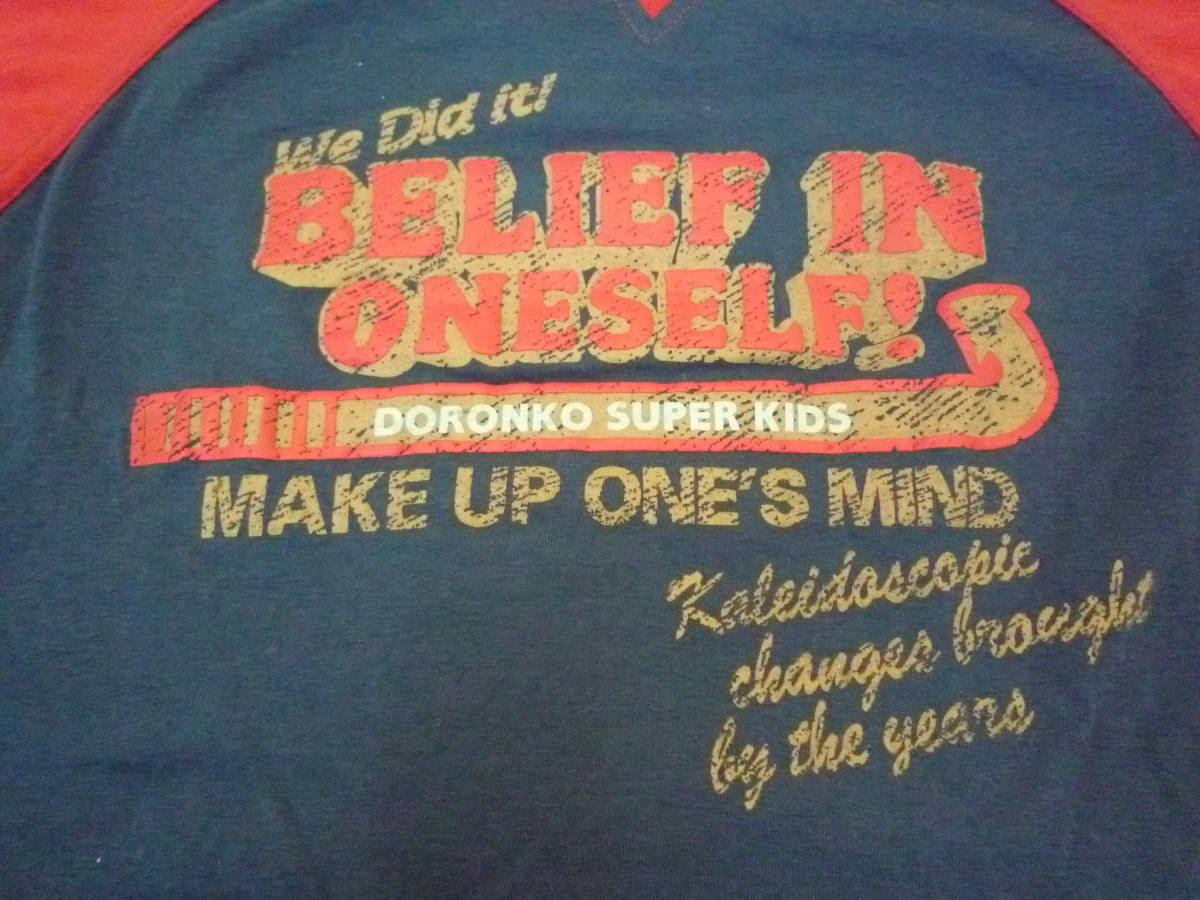 We Did it!
BELIEF IN
ONESELF!
DORONKO SUPER KIDS
MAKE UP ONE'S MIND
Kaleidoscopic
changes brought
by the years